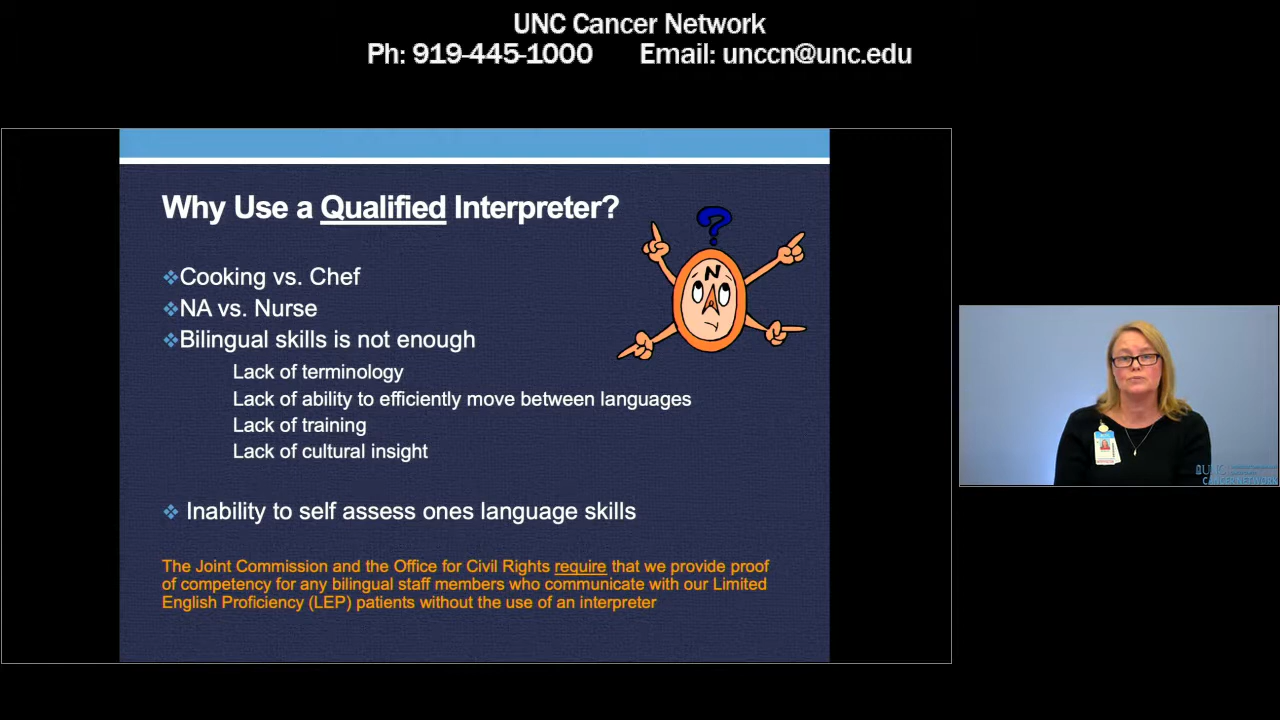 UNC Cancer Network
Ph: 919-445-1000 Email: unccn@unc.edu
Why Use a Qualified Interpreter?
❖Cooking vs. Chef
❖NA vs. Nurse
❖Bilingual skills is not enough
Lack of terminology
Lack of ability to efficiently move between languages
Lack of training
Lack of cultural insight
❖ Inability to self assess ones language skills
The Joint Commission and the Office for Civil Rights require that we provide proof
of competency for any bilingual staff members who communicate with our Limited
English Proficiency (LEP) patients without the use of an interpreter
?
N
UNC
CANCER NETWORK